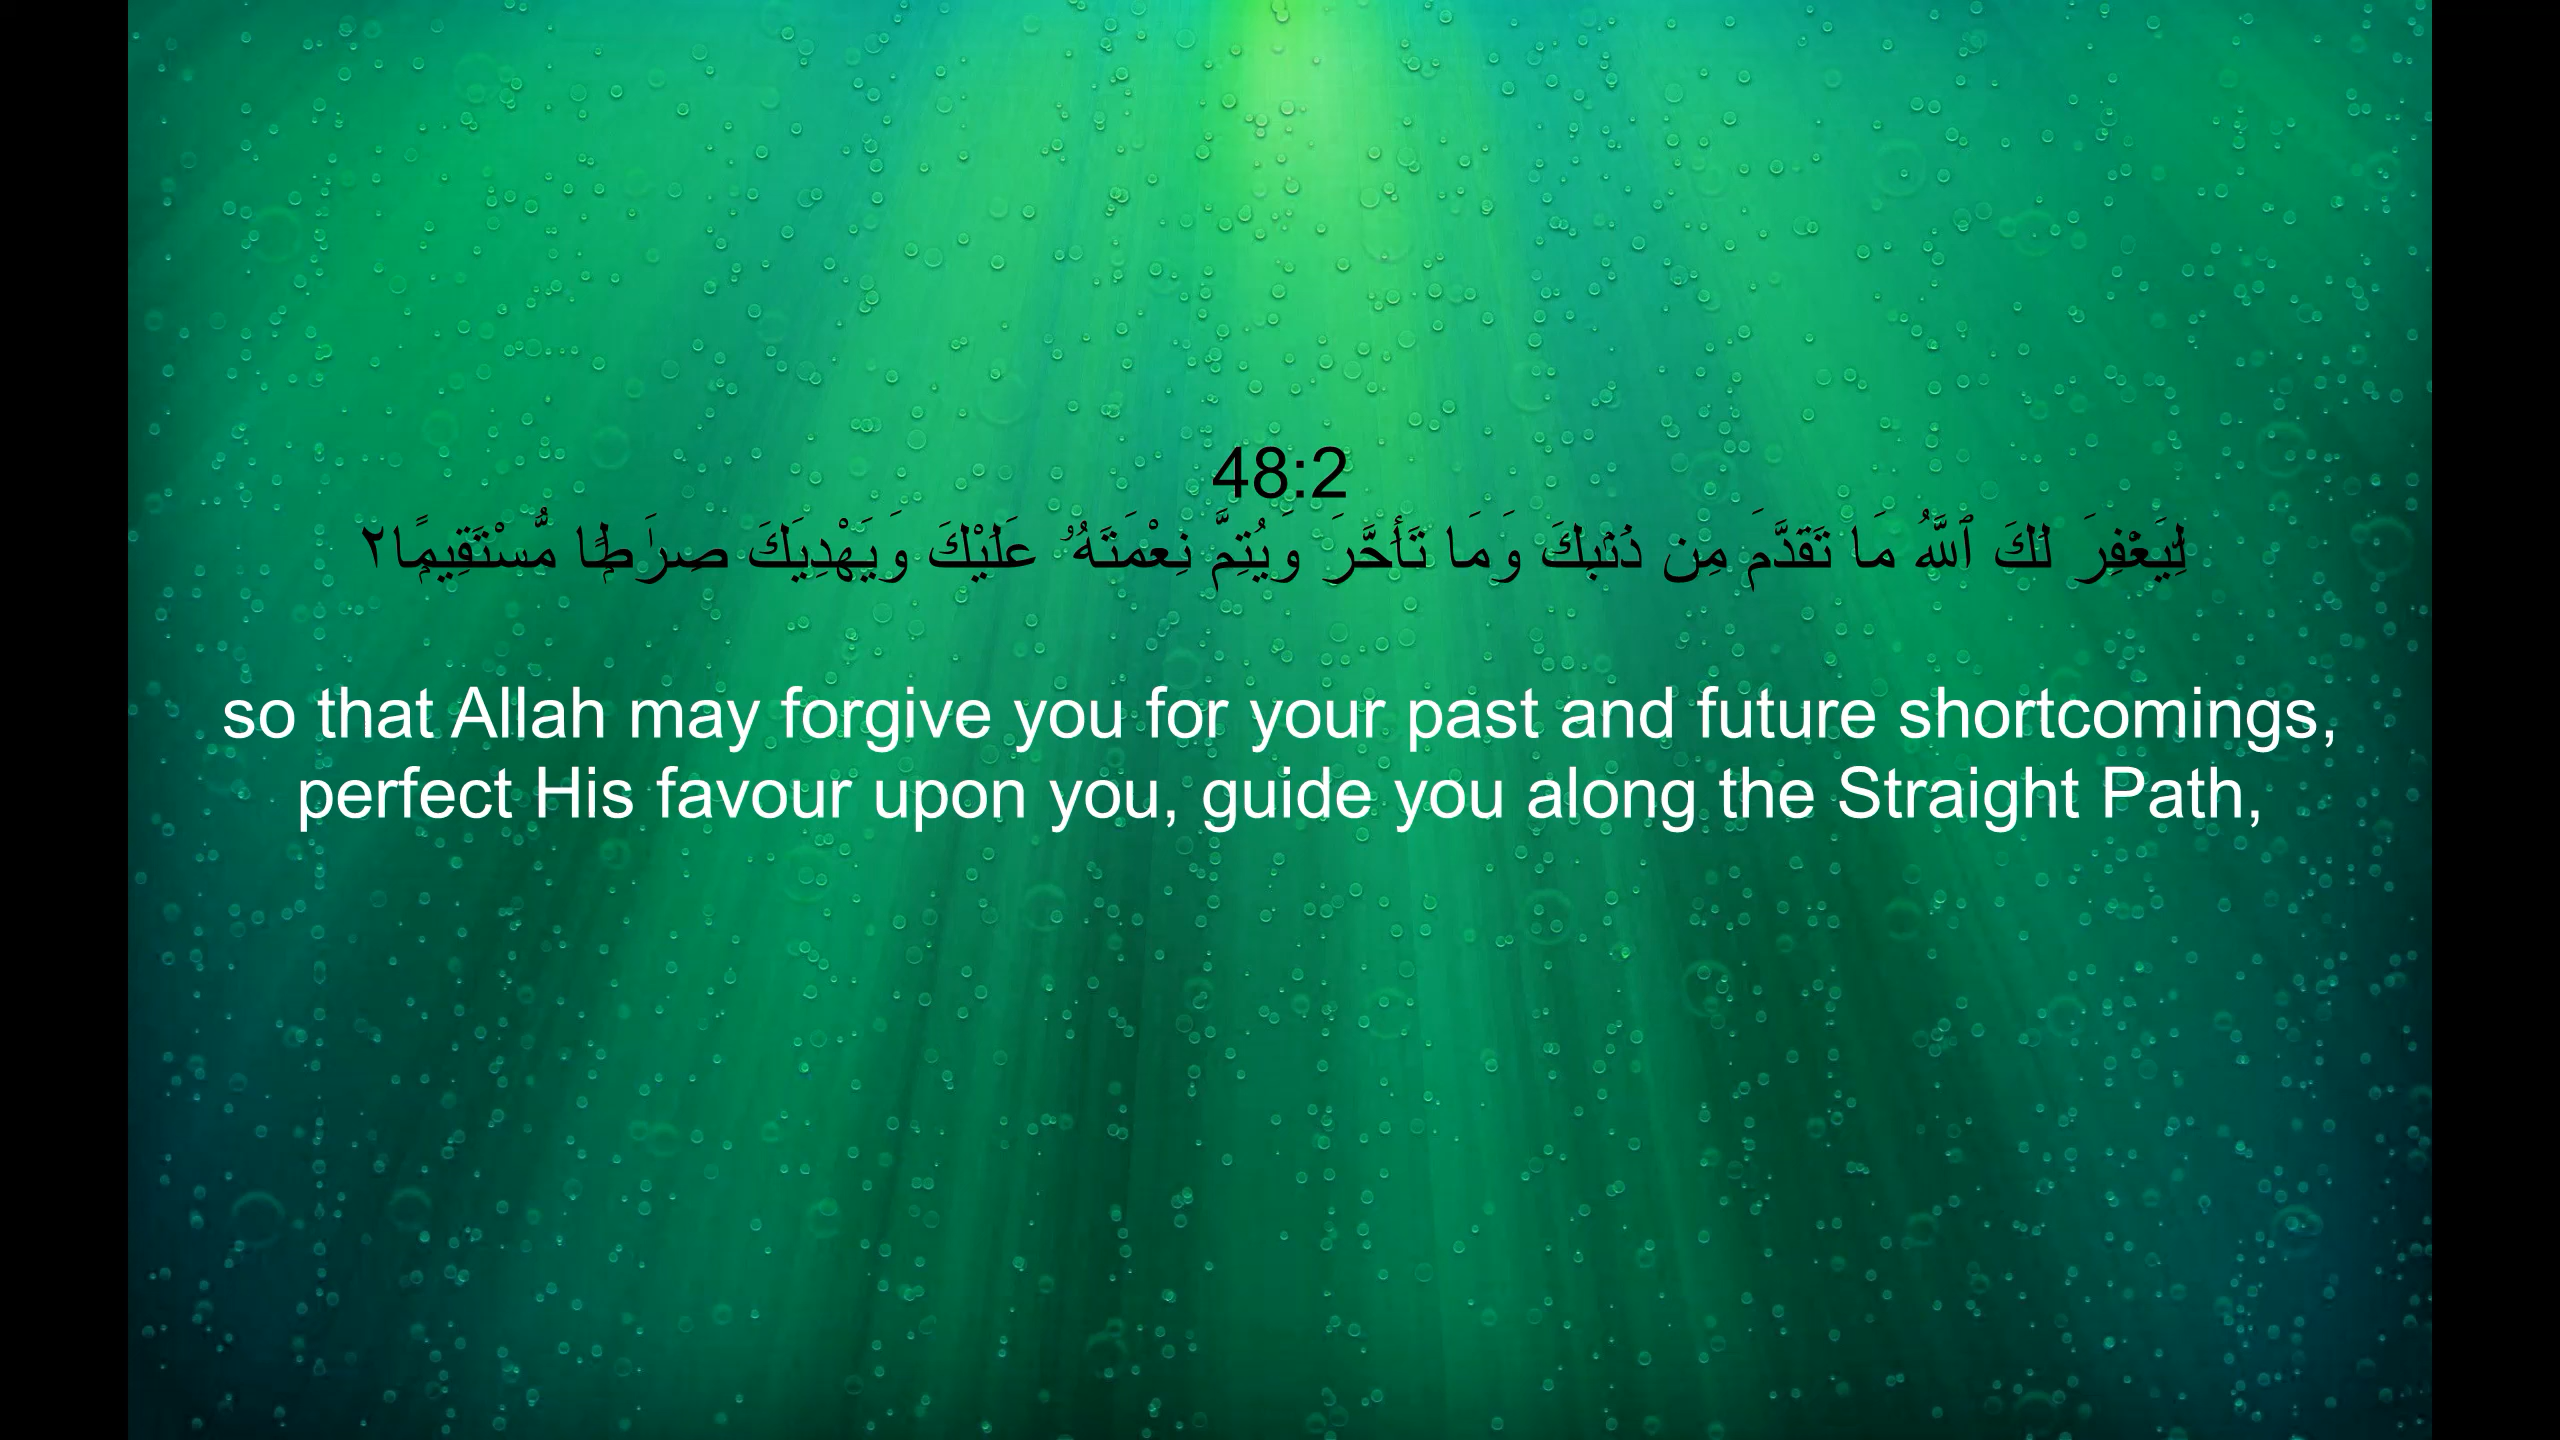 48:2
لِّيَغْفِرَ لَكَ ٱللَّهُ مَا تَقَدَّمَ مِن ذَنۢبِكَ وَمَا تَأَخَّرَ وَيُتِمَّ نِعْمَتَهُۥ عَلَيْكَ وَيَهْدِيَكَ صِرَٰطًۭا مُّسْتَقِيمًۭا٢
so that Allah may forgive you for your past and future shortcomings,
perfect His favour upon you, guide you along the Straight Path,